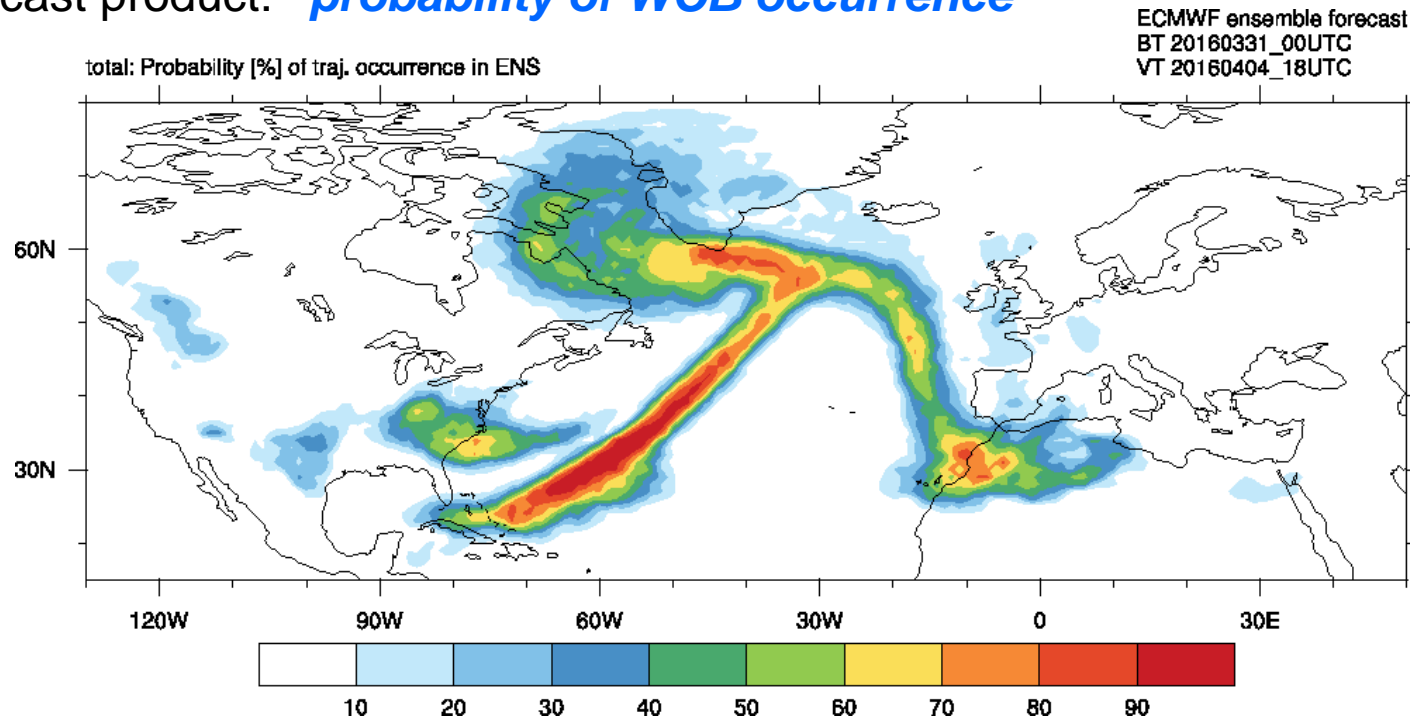 cast product: probability of WCB occurrence
ECMWF ensemble forecast
BT 20160331_00UTC
total: Probability [%] of traj. occurrence in ENS
VT 20160404_18UTC
60N
30N
120W 90W 60W 30W 0 30E
10 20 30 40 50 60 70 80 90